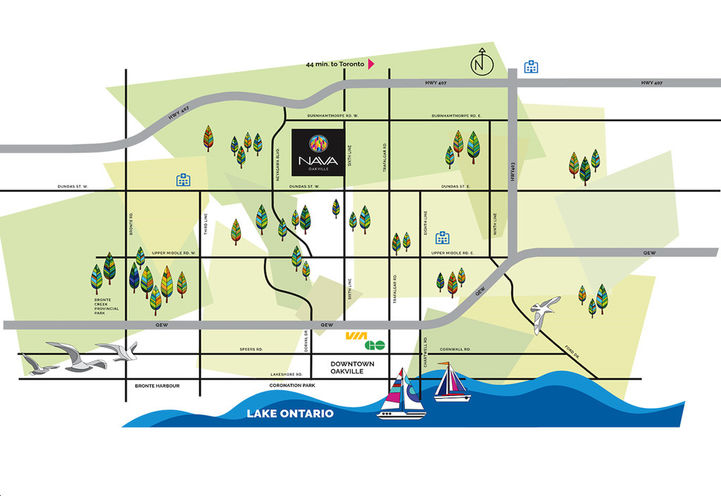 44 min. to Toronto
N
HWY 407
HWY 407
HWY 407
BURNHAMTHORPE RD. W.
BURNHAMTHORPE RD. E.
NAVA
OAKVILLE
NEYAGAWA BLVD.
SIXTH LINE
TRAFALGAR RD.
HWY403
DUNDAS ST. W.
DUNDAS ST. W.
DUNDAS ST. E.
BRONTE RD.
THIRD LINE
EIGHTH LINE
NINTH LINE
UPPER MIDDLE RD. W.
UPPER MIDDLE RD. E.
QEW
BRONTE
CREEK
PROVINCIAL
PARK
SIXTH LINE
TRAFALGAR RD.
QEW
QEW
QEW
DORVAL DR.
VIA
GO
CHARTWELL RD.
FORD DR.
SPEERS RD.
CORNWALL RD.
DOWNTOWN
OAKVILLE
LAKESHORE RD.
BRONTE HARBOUR
CORONATION PARK
LAKE ONTARIO